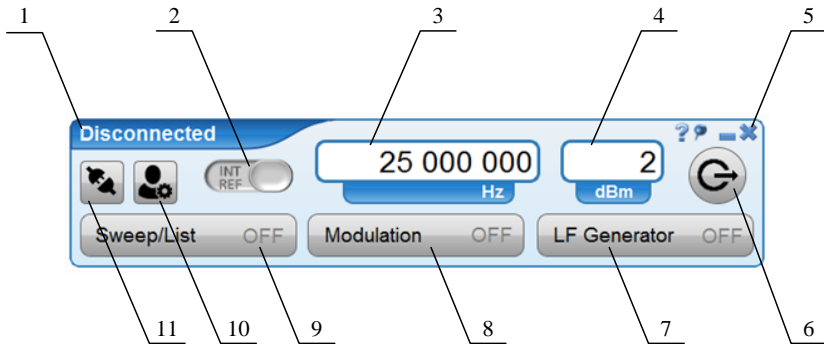 1 2 3 4 5
Disconnected ?
INT
REF
25 000 000 2
Hz dBm
Sweep/List OFF Modulation OFF LF Generator OFF
11 10 9 8 7 6